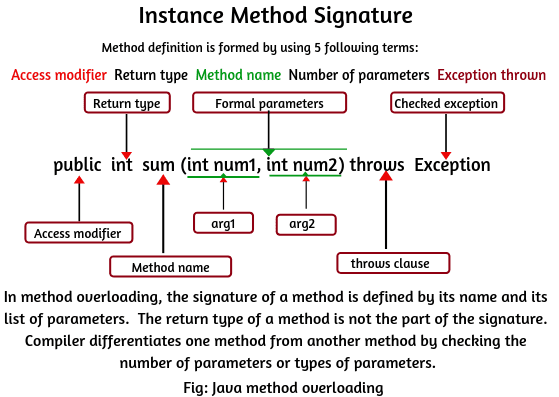 Instance Method Signature
Method definition is formed by using 5 following terms:
Access modifier Return type Method name Number of parameters Exception thrown
Return type Formal parameters Checked exception
public int sum (int num1, int num2) throws Exception
Access modifier arg1 arg2
Method name throws clause
In method overloading, the signature of a method is defined by its name and its
list of parameters. The return type of a method is not the part of the signature.
Compiler differentiates one method from another method by checking the
number of parameters or types of parameters.
Fig: Java method overloading